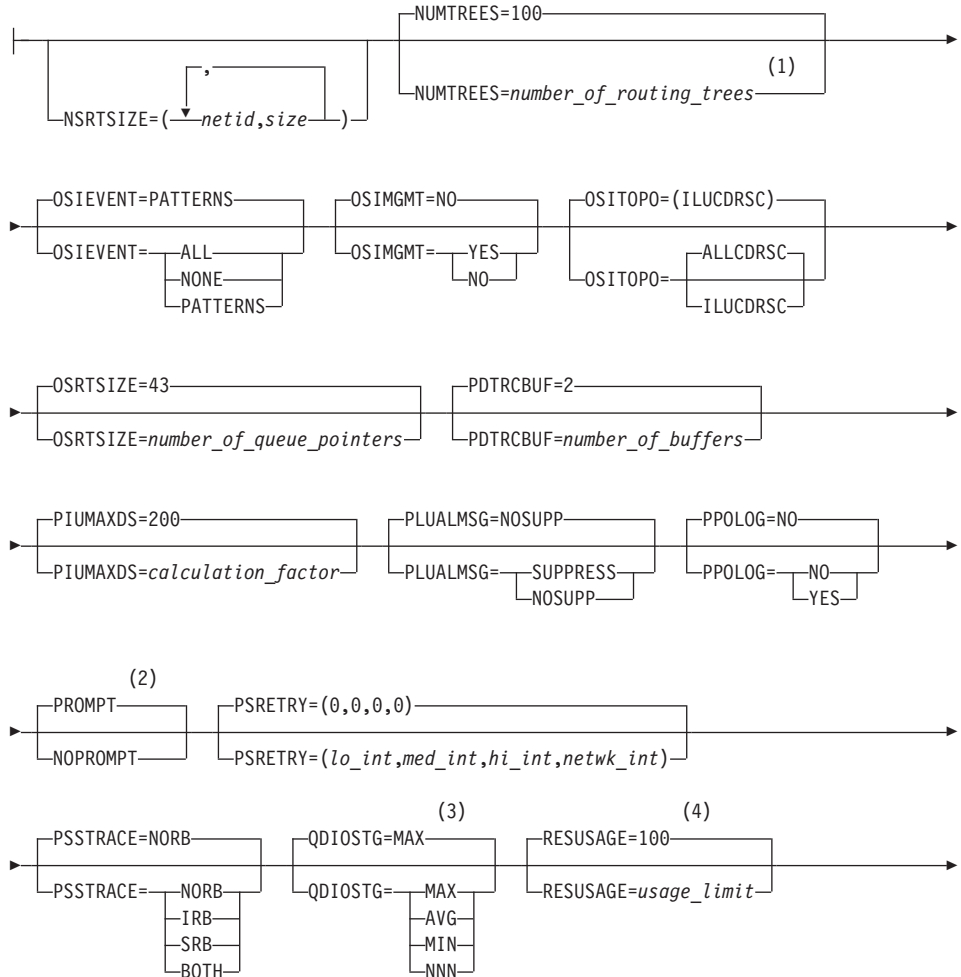 NUMTREES=100
,
(1)
NSRTSIZE=( netid,size ) NUMTREES=number_of_routing_trees
OSIEVENT=PATTERNS OSIMGMT=NO OSITOPO=(ILUCDRSC)
OSIEVENT= ALL OSIMGMT= YES ALLCDRSC
NONE NO OSITOPO=
PATTERNS ILUCDRSC
OSRTSIZE=43 PDTRCBUF=2
OSRTSIZE=number_of_queue_pointers PDTRCBUF=number_of_buffers
PIUMAXDS=200 PLUALMSG=NOSUPP PPOLOG=NO
PIUMAXDS=calculation_factor PLUALMSG= SUPPRESS PPOLOG= NO
NOSUPP YES
(2)
PROMPT PSRETRY=(0,0,0,0)
NOPROMPT PSRETRY=(lo_int,med_int,hi_int,netwk_int)
(3) (4)
PSSTRACE=NORB QDIOSTG=MAX RESUSAGE=100
PSSTRACE= NORB QDIOSTG= MAX RESUSAGE=usage_limit
IRB AVG
SRB MIN
BOTH NNN